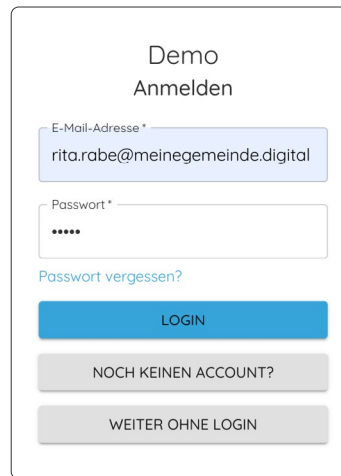 Demo
Anmelden
E-Mail-Adresse *
rita.rabe@meinegemeinde.digital
Passwort *
•••••
Passwort vergessen?
LOGIN
NOCH KEINEN ACCOUNT?
WEITER OHNE LOGIN